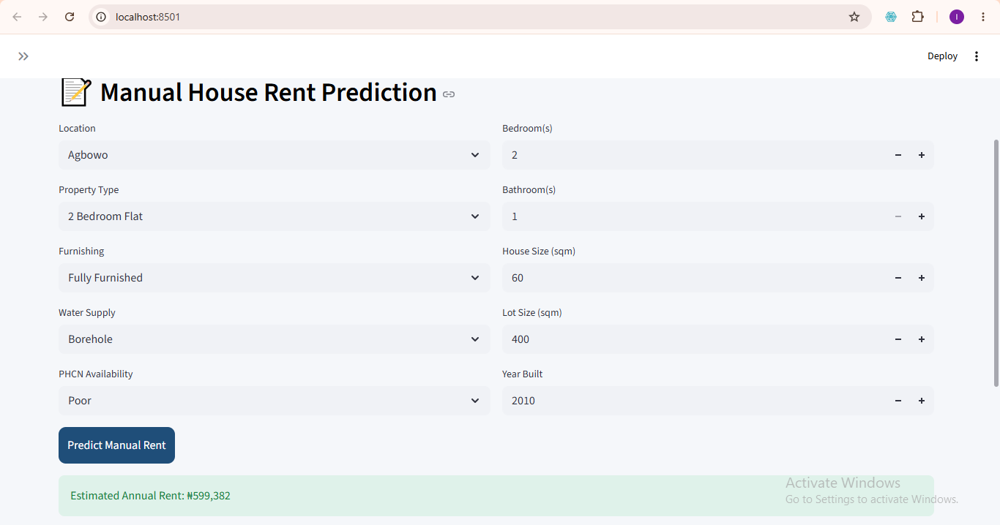 localhost:8501
I
Deploy
Manual House Rent Prediction
Location
Agbowo
Bedroom(s)
2
Property Type
2 Bedroom Flat
Bathroom(s)
1
Furnishing
Fully Furnished
House Size (sqm)
60
Water Supply
Borehole
Lot Size (sqm)
400
PHCN Availability
Poor
Year Built
2010
Predict Manual Rent
Estimated Annual Rent: ₦599,382
Activate Windows
Go to Settings to activate Windows.